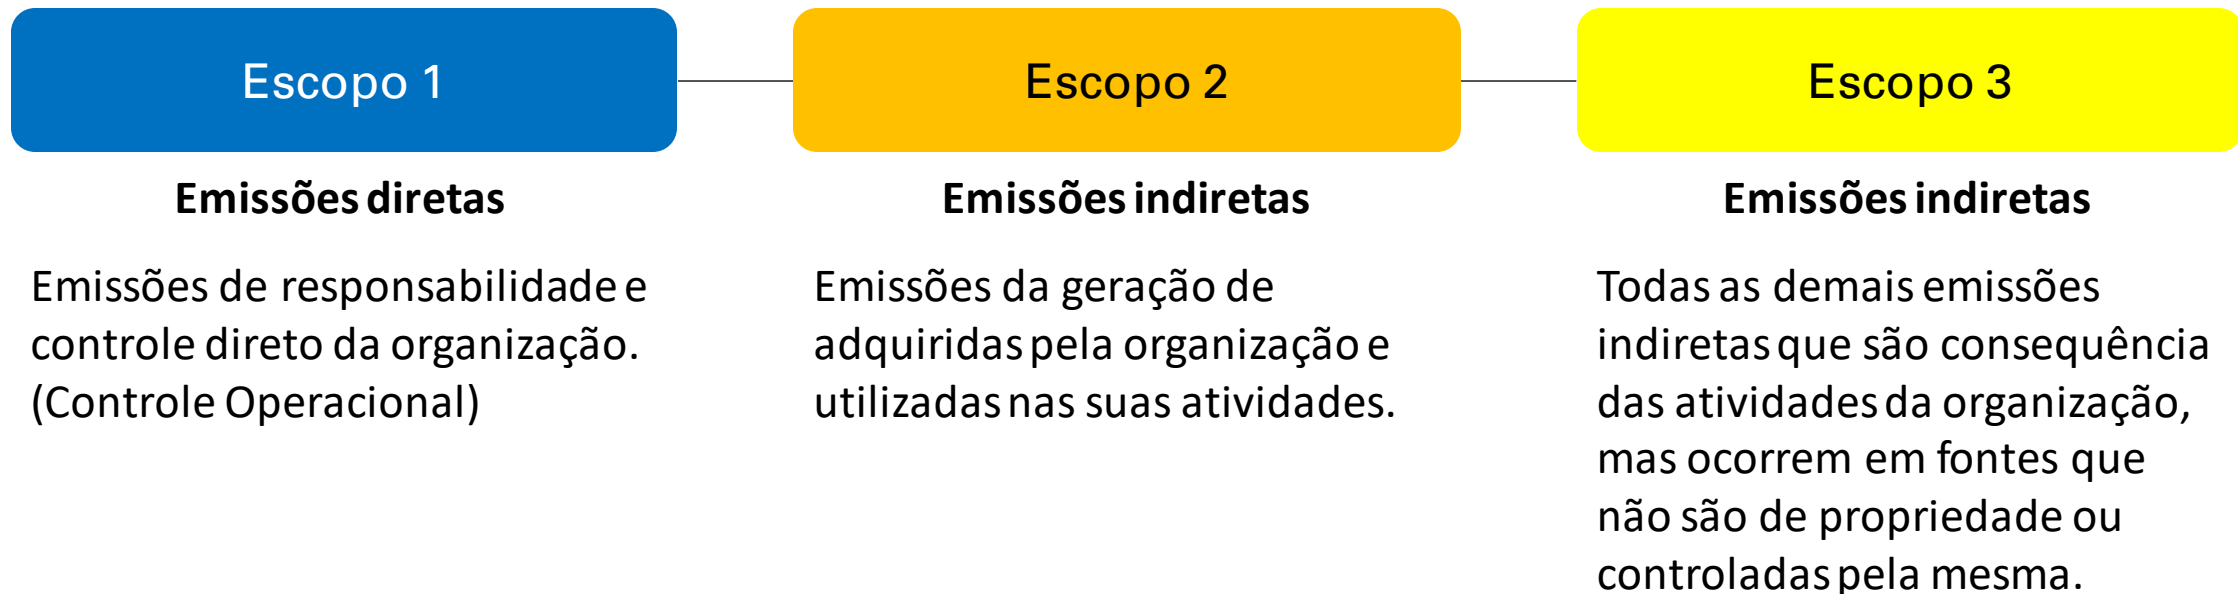 Escopo 1
Escopo 2
Escopo 3
Emissões diretas
Emissões de responsabilidade e
controle direto da organização.
(Controle Operacional)
Emissões indiretas
Emissões da geração de
adquiridas pela organização e
utilizadas nas suas atividades.
Emissões indiretas
Todas as demais emissões
indiretas que são consequência
das atividades da organização,
mas ocorrem em fontes que
não são de propriedade ou
controladas pela mesma.